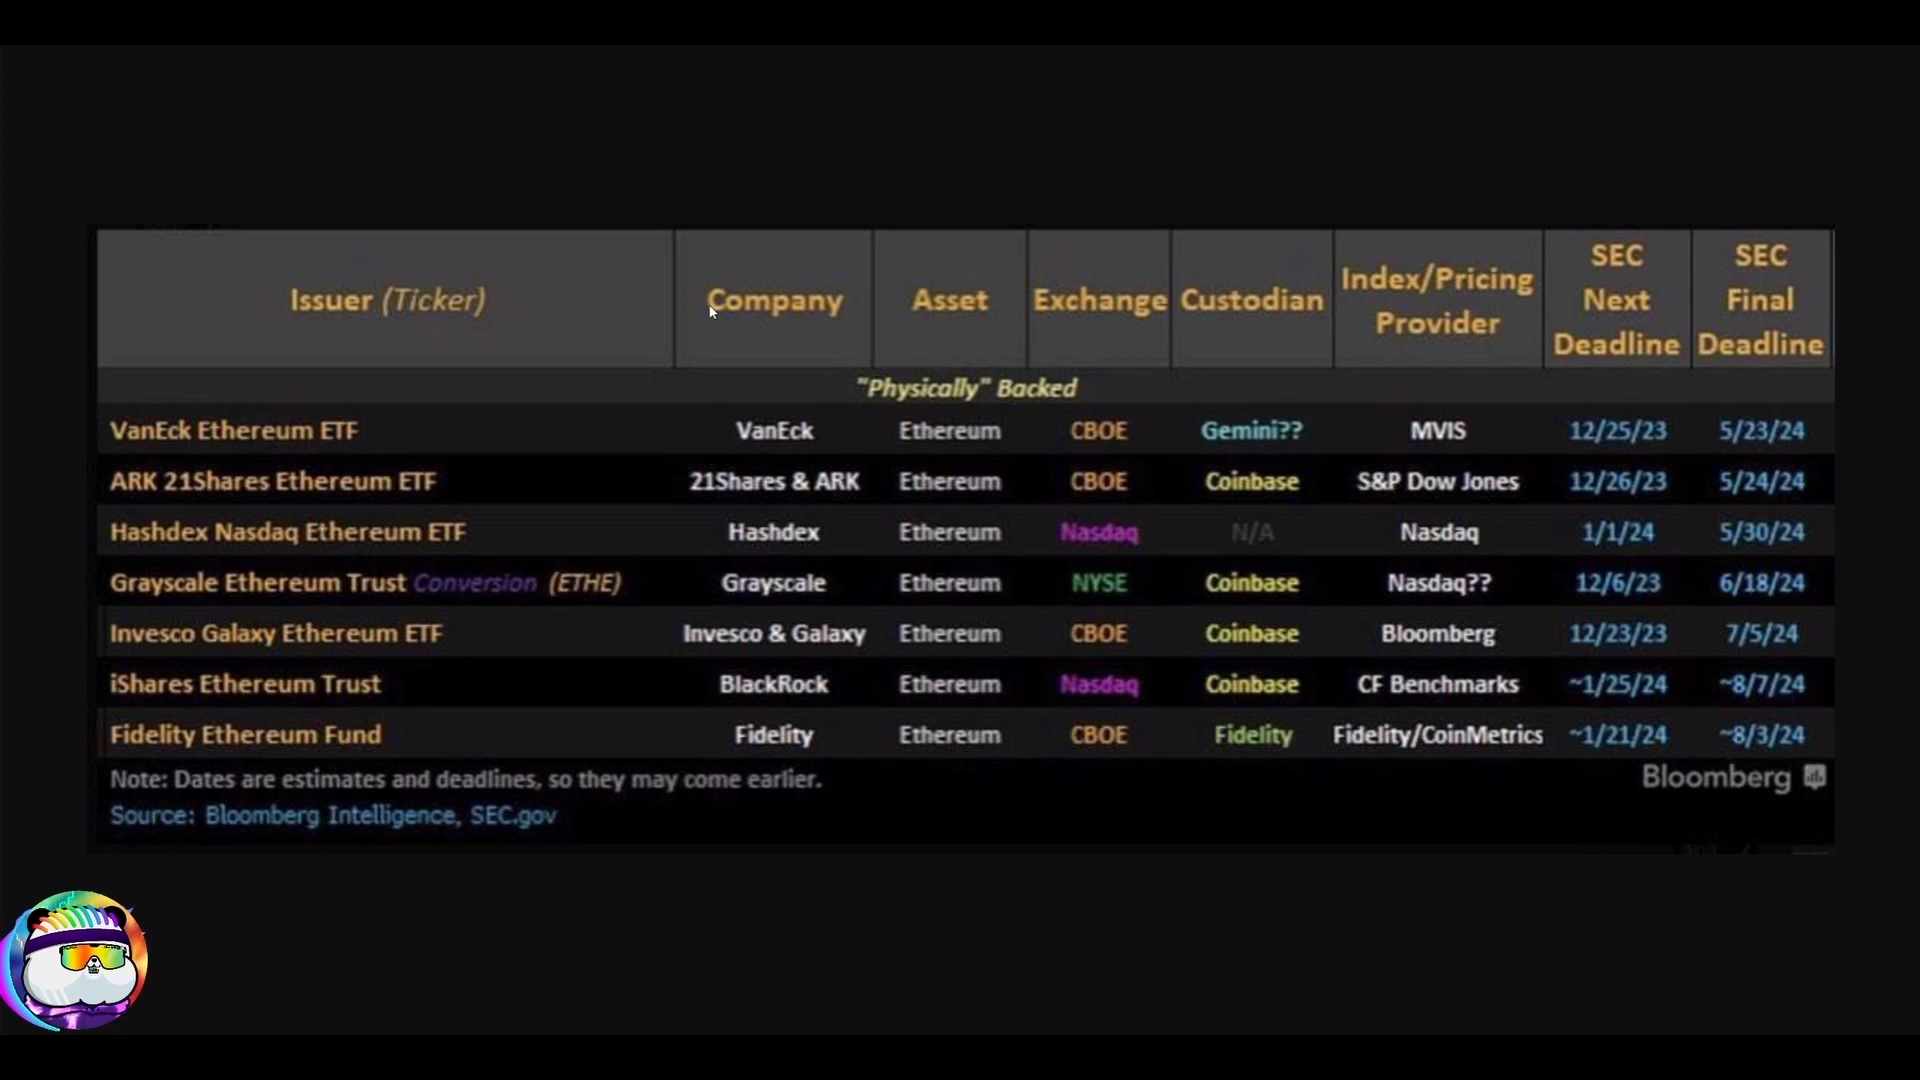 Issuer (Ticker) Company Asset Exchange Custodian Index/Pricing Provider SEC Next Deadline SEC Final Deadline
"Physically" Backed
VanEck Ethereum ETF VanEck Ethereum CBOE Gemini?? MVIS 12/25/23 5/23/24
ARK 21Shares Ethereum ETF 21Shares & ARK Ethereum CBOE Coinbase S&P Dow Jones 12/26/23 5/24/24
Hashdex Nasdaq Ethereum ETF Hashdex Ethereum Nasdaq N/A Nasdaq 1/1/24 5/30/24
Grayscale Ethereum Trust Conversion (ETHE) Grayscale Ethereum NYSE Coinbase Nasdaq?? 12/6/23 6/18/24
Invesco Galaxy Ethereum ETF Invesco & Galaxy Ethereum CBOE Coinbase Bloomberg 12/23/23 7/5/24
iShares Ethereum Trust BlackRock Ethereum Nasdaq Coinbase CF Benchmarks ~1/25/24 ~8/7/24
Fidelity Ethereum Fund Fidelity Ethereum CBOE Fidelity Fidelity/CoinMetrics ~1/21/24 ~8/3/24
Note: Dates are estimates and deadlines, so they may come earlier. Bloomberg
Source: Bloomberg Intelligence, SEC.gov